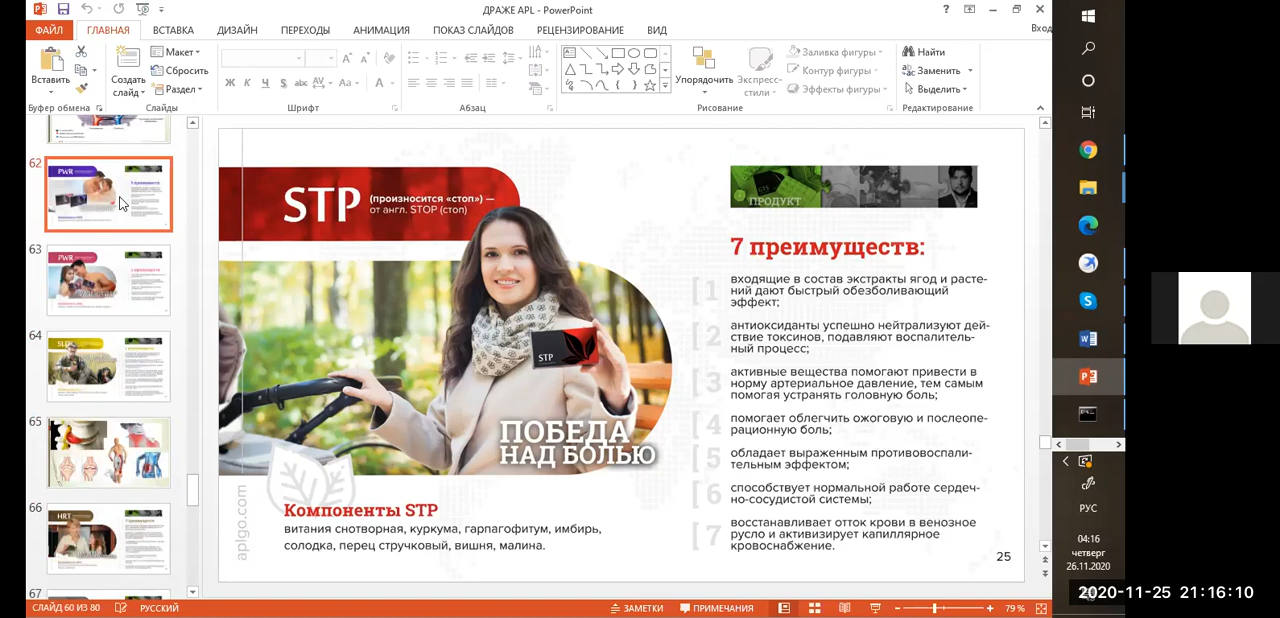 ДРАЖЕ APL - PowerPoint
Вход
ФАЙЛ ГЛАВНАЯ ВСТАВКА ДИЗАЙН ПЕРЕХОДЫ АНИМАЦИЯ ПОКАЗ СЛАЙДОВ РЕЦЕНЗИРОВАНИЕ ВИД
Вставить
Создать слайд
Макет
Сбросить
Раздел
Упорядочить
Экспресс-стили
Заливка фигуры
Контур фигуры
Эффекты фигуры
Найти
Заменить
Выделить
Буфер обмена Слайды Шрифт Абзац Рисование Редактирование
62
PWR
63
PWR
64
SLD
65
66
HRT
67
STP (произносится «стоп») —
от англ. STOP (стоп)
STP
ПОБЕДА
НАД БОЛЬЮ
aplgo.com
Компоненты STP
витания снотворная, куркума, гарпагофитум, имбирь,
солодка, перец стручковый, вишня, малина.
GTS
ПРОДУКТ
7 преимуществ:
[1 входящие в состав экстракты ягод и расте-
ний дают быстрый обезболивающий
эффект;
[2 антиоксиданты успешно нейтрализуют дей-
ствие токсинов, подавляют воспалитель-
ный процесс;
[3 активные вещества помогают привести в
норму артериальное давление, тем самым
помогая устранять головную боль;
[4 помогает облегчить ожоговую и послеопе-
рационную боль;
[5 обладает выраженным противовоспали-
тельным эффектом;
[6 способствует нормальной работе сердеч-
но-сосудистой системы;
[7 восстанавливает ток крови в венозное
русло и активизирует капиллярное
кровоснабжение.
25
СЛАЙД 60 ИЗ 80 РУССКИЙ ЗАМЕТКИ ПРИМЕЧАНИЯ 79 %
РУС
04:16
четверг
26.11.2020
2020-11-25 21:16:10